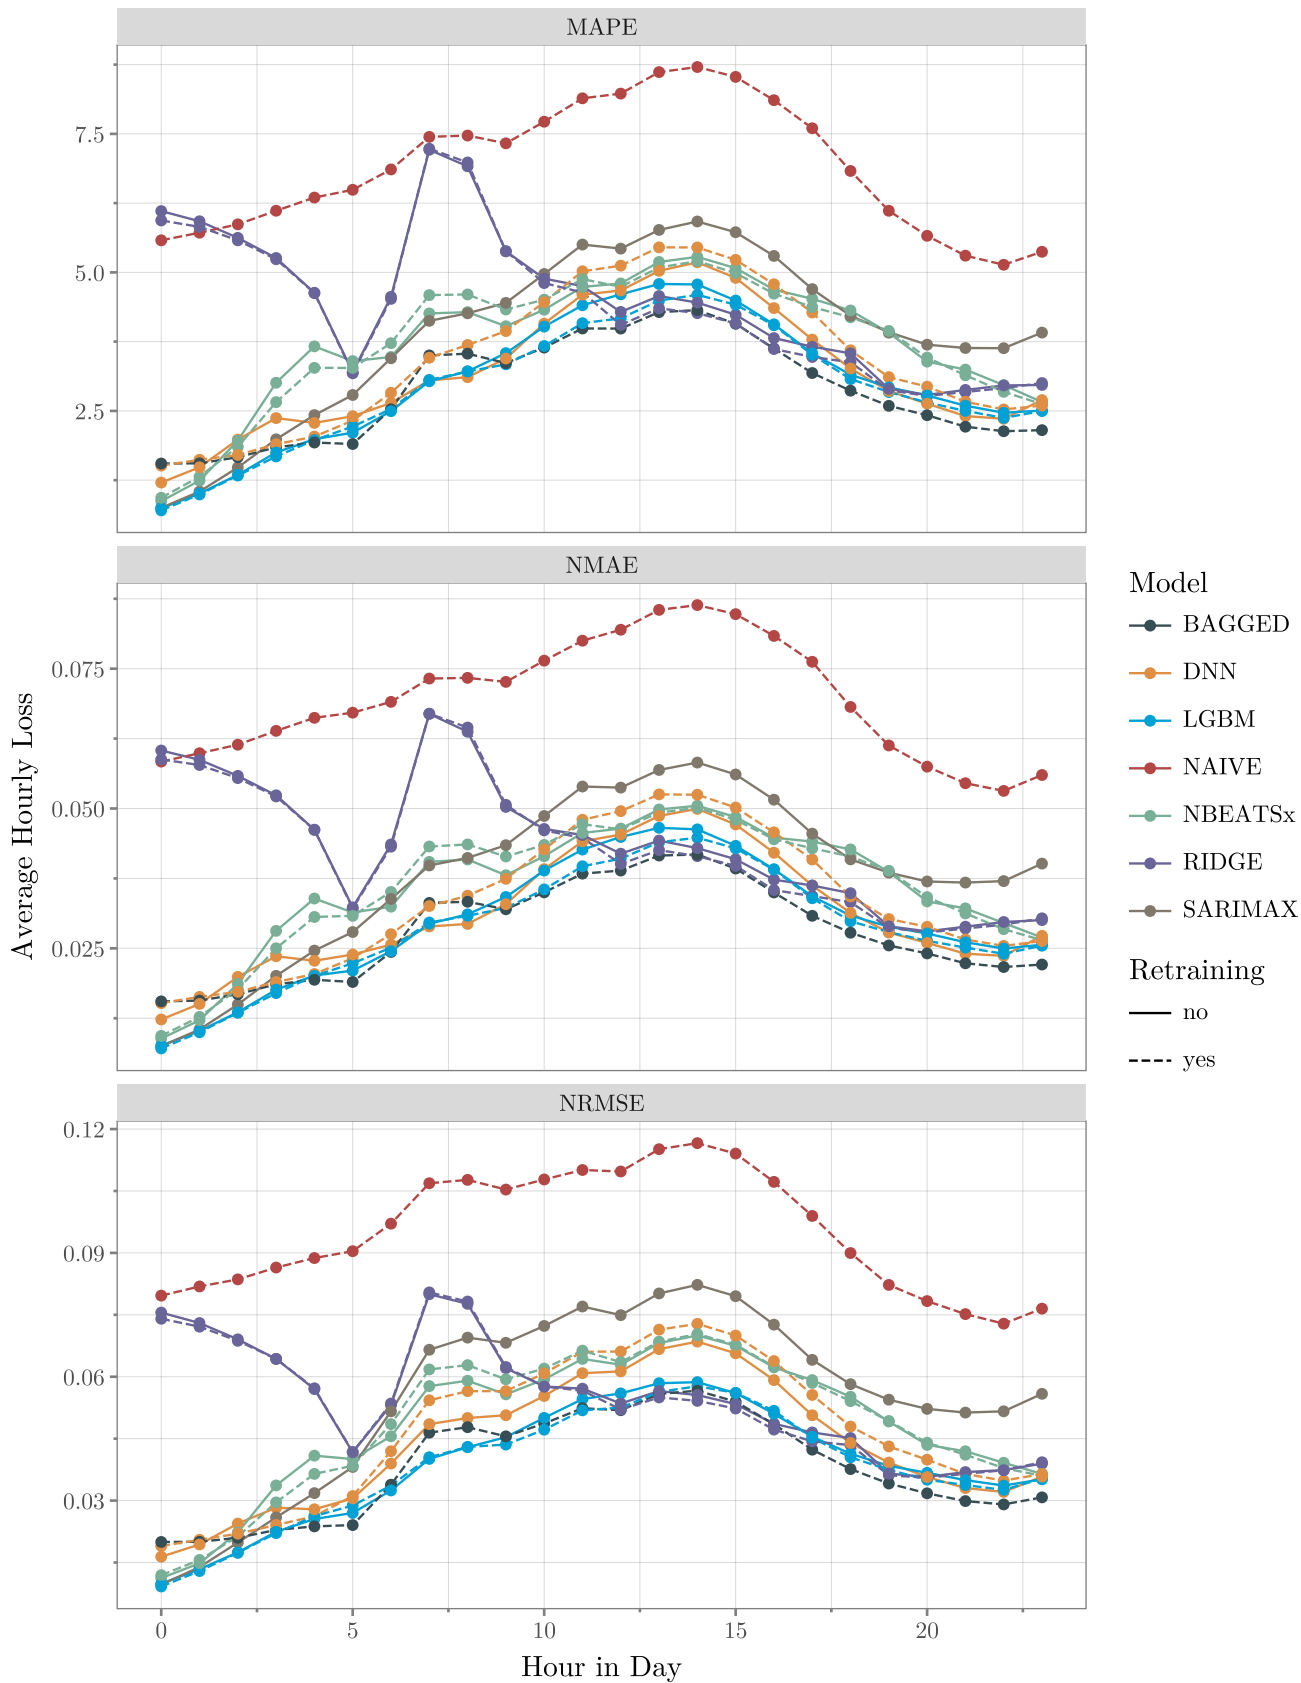 MAPE
7.5
5.0
2.5
NMAE
0.075
0.050
0.025
NRMSE
0.12
0.09
0.06
0.03
0 5 10 15 20
Hour in Day
Average Hourly Loss
Model
BAGGED
DNN
LGBM
NAIVE
NBEATSx
RIDGE
SARIMAX
Retraining
no
yes